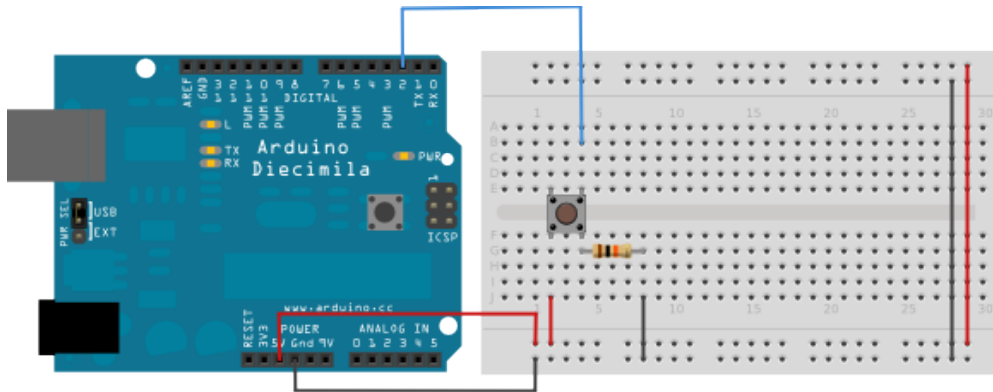 AREF
GND
13
12
11
10
9
8
7
6
5
4
3
2
TX 1
RX 0
PWM
PWM
PWM
PWM
PWM
PWM
DIGITAL
L
TX
RX
Arduino
Diecimila
PWR
1
ICSP
PWR SEL
USB
EXT
www.arduino.cc
POWER
ANALOG IN
RESET
3V3
5V Gnd 9V
0 1 2 3 4 5
1 5 10 15 20 25 30
A
B
C
D
E
F
G
H
I
J
1 5 10 15 20 25 30